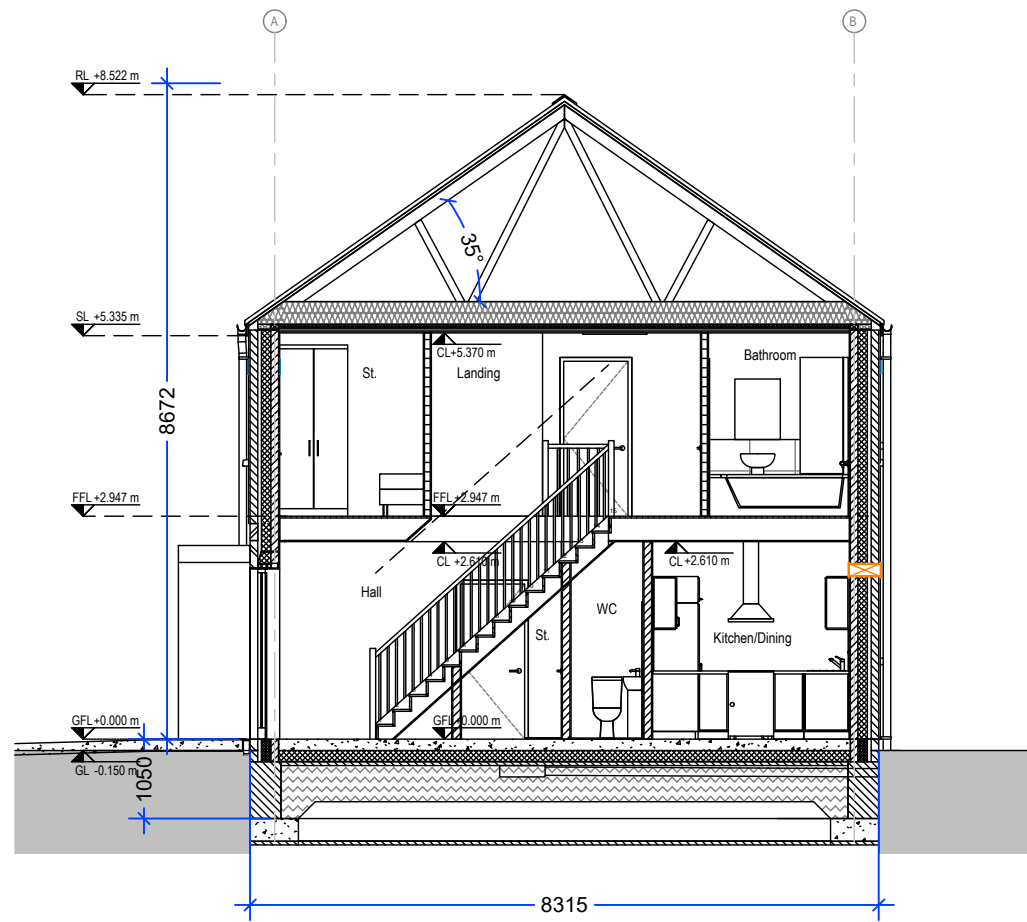 A
B
RL +8.522 m
35°
SL +5.335 m
CL+5.370 m
Bathroom
St.
Landing
8672
FFL +2.947 m
FFL +2.947 m
CL +2.610 m
CL +2.610 m
Hall
WC
St.
Kitchen/Dining
GFL +0.000 m
GFL +0.000 m
GL -0.150 m
1050
8315